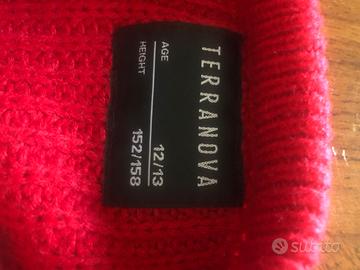 TERRANOVA
AGE 12/13
HEIGHT 152/158
subito